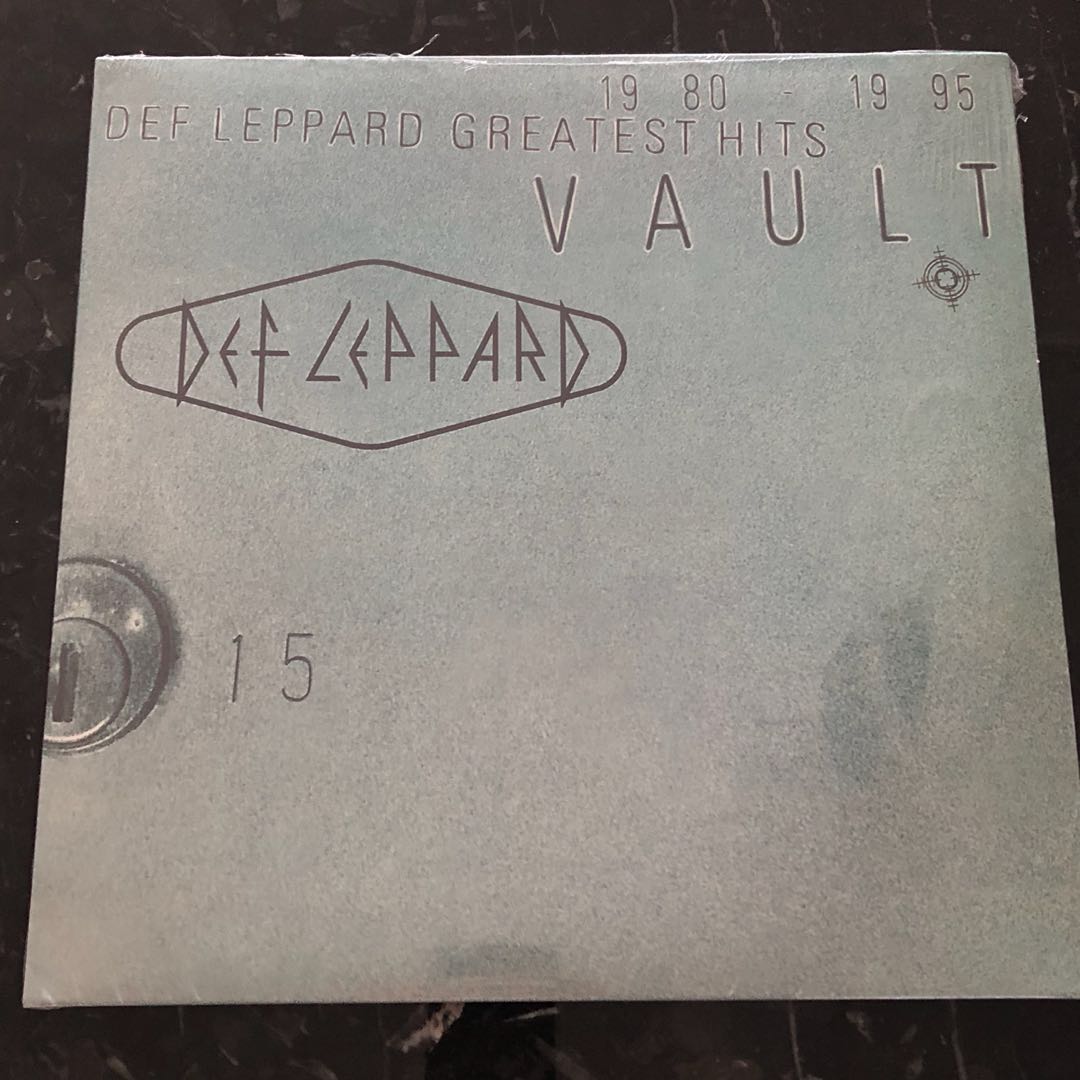 19 80 - 19 95
DEF LEPPARD GREATEST HITS
VAULT
DEF LEPPARD
15